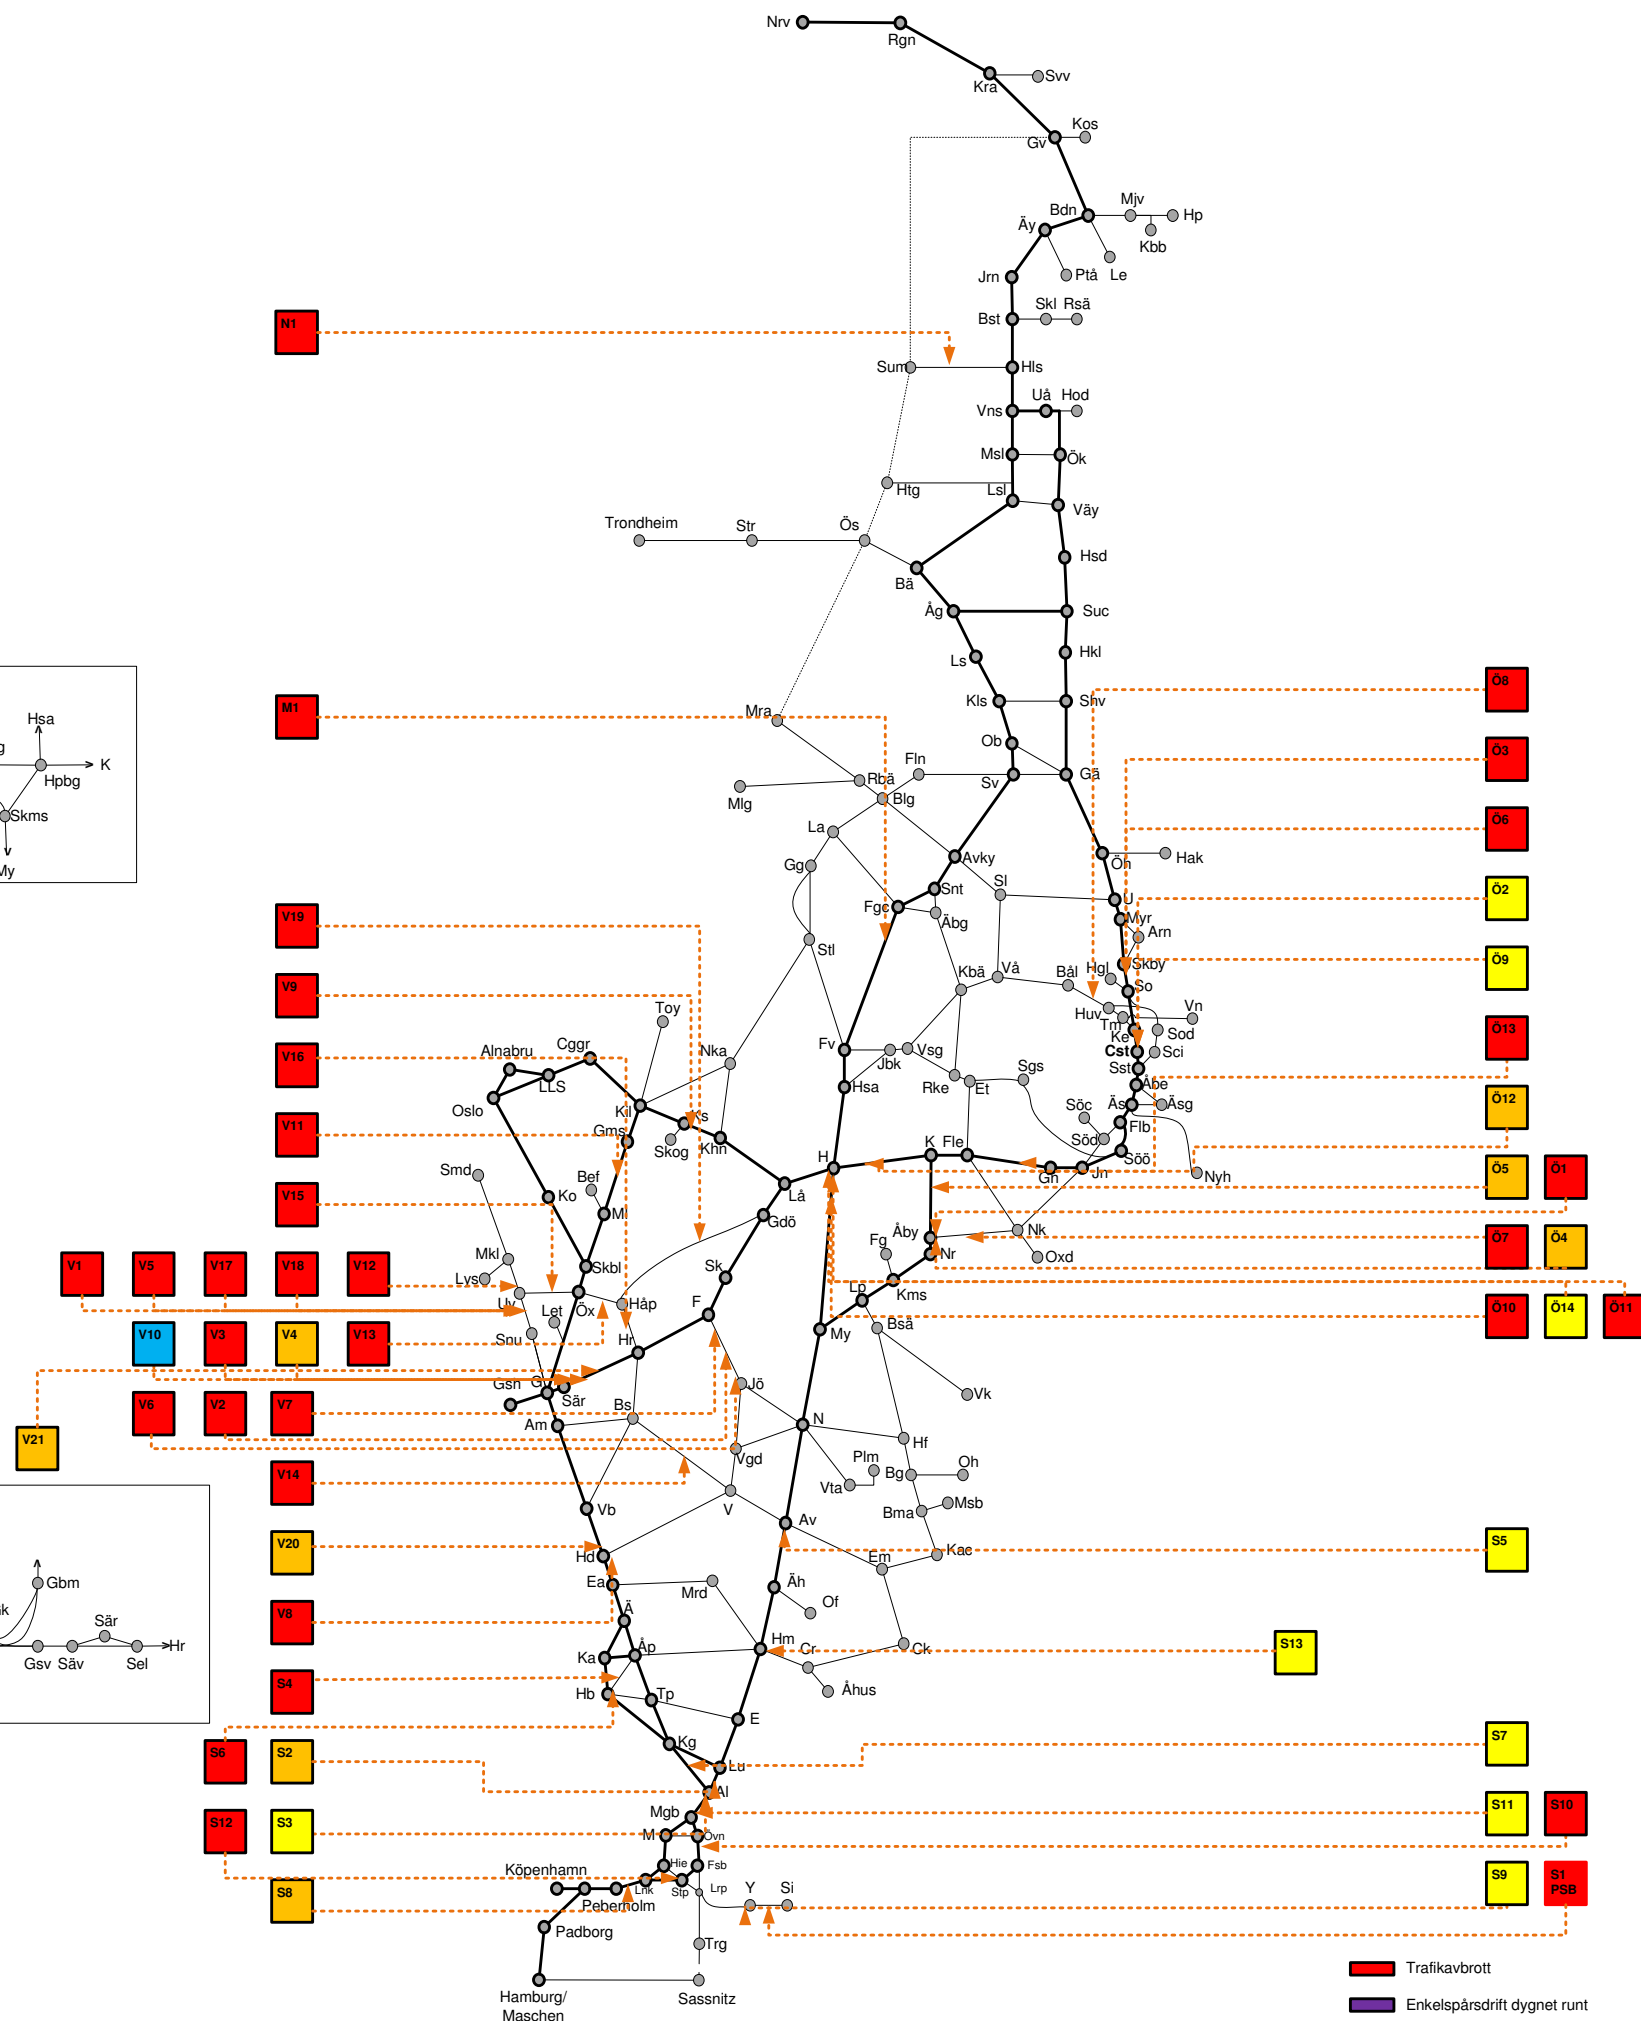 Nrv
Rgn
Kra
Svv
Kos
Gv
Mjv
Bdn
Hp
Äy
Kbb
Ptå
Le
Jrn
Skl Rsä
Bst
N1
Sum
Hls
Uå Hod
Vns
Msl
Ök
Htg
Lsl
Väy
Trondheim
Str
Ös
Hsd
Bä
Åg
Suc
Ls
Hkl
Ö8
Kls
Shv
M1
Mra
Hsa
Ob
Ö3
K
Hpbg
Fln
Rbä
Sv
Gä
Mlg
Blg
Skms
La
Ö6
Avky
Öh
Hak
Gg
My
Snt
Sl
Ö2
Fgc
U
V19
Äbg
Myr
Arn
Stl
Skby
Ö9
Kbä
Vå
Bål
Hgl
So
V9
Toy
Huv
Vn
Tm
Ke
Sod
Ö13
Cggr
Nka
Fv
Vsg
Cst
Sci
Alnabru
V16
Jbk
Sst
LLS
Hsa
Rke
Et
Sgs
Åbe
Oslo
Kil
Ks
Söc
Äs
Äsg
Ö12
V11
Gms
Skog
Khn
Söd
Flb
H
K Fle
Söö
Gn
Jn
Nyh
Smd
Bef
Ö5
Ö1
V15
Ko
Lå
Ml
Gdö
Åby
Nk
Ö7
Ö4
Mkl
Fg
Nr
Oxd
V1
V5
V17
V18
V12
Lys
Skbl
Sk
Lp
Kms
Uv
Öx
Håp
Let
F
Ö10
Ö14
Ö11
V10
V3
V4
V13
Snu
Hr
My
Bsä
Gsh
G
Sär
Jö
Vk
V6
V2
V7
Am
Bs
N
V21
Vgd
Hf
V14
Plm
Bg
Oh
Vta
Vb
V
Bma
Msb
Av
V20
Hd
Kac
S5
Em
Gbm
Ea
Mrd
Äh
Of
V8
Ä
Sär
Hr
Åp
Hm
Cr
Ck
S13
Gsv Säv
Sel
Ka
S4
Hb
Tp
Åhus
E
S6
S2
Kg
S7
Lu
Al
S12
S3
Mgb
S11
S10
M
Övn
Köpenhamn
Hie
Fsb
S8
Lnk
Stp
Lrp
Y
Si
S9
S1
PSB
Peberholm
Padborg
Trg
Trafikavbrott
Hamburg/
Maschen
Sassnitz
Enkelspårsdrift dygnet runt